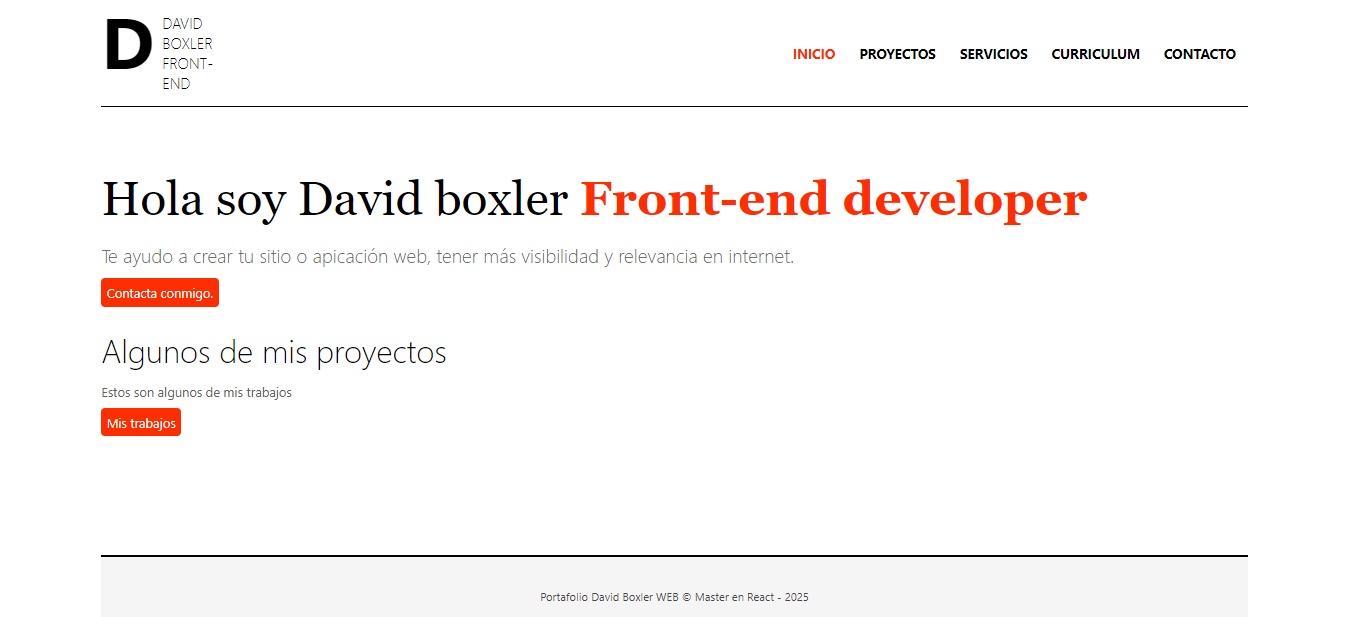 D
DAVID
BOXLER
FRONT-
END
INICIO PROYECTOS SERVICIOS CURRICULUM CONTACTO
Hola soy David boxler Front-end developer
Te ayudo a crear tu sitio o apicación web, tener más visibilidad y relevancia en internet.
Contacta conmigo.
Algunos de mis proyectos
Estos son algunos de mis trabajos
Mis trabajos
Portafolio David Boxler WEB © Master en React - 2025